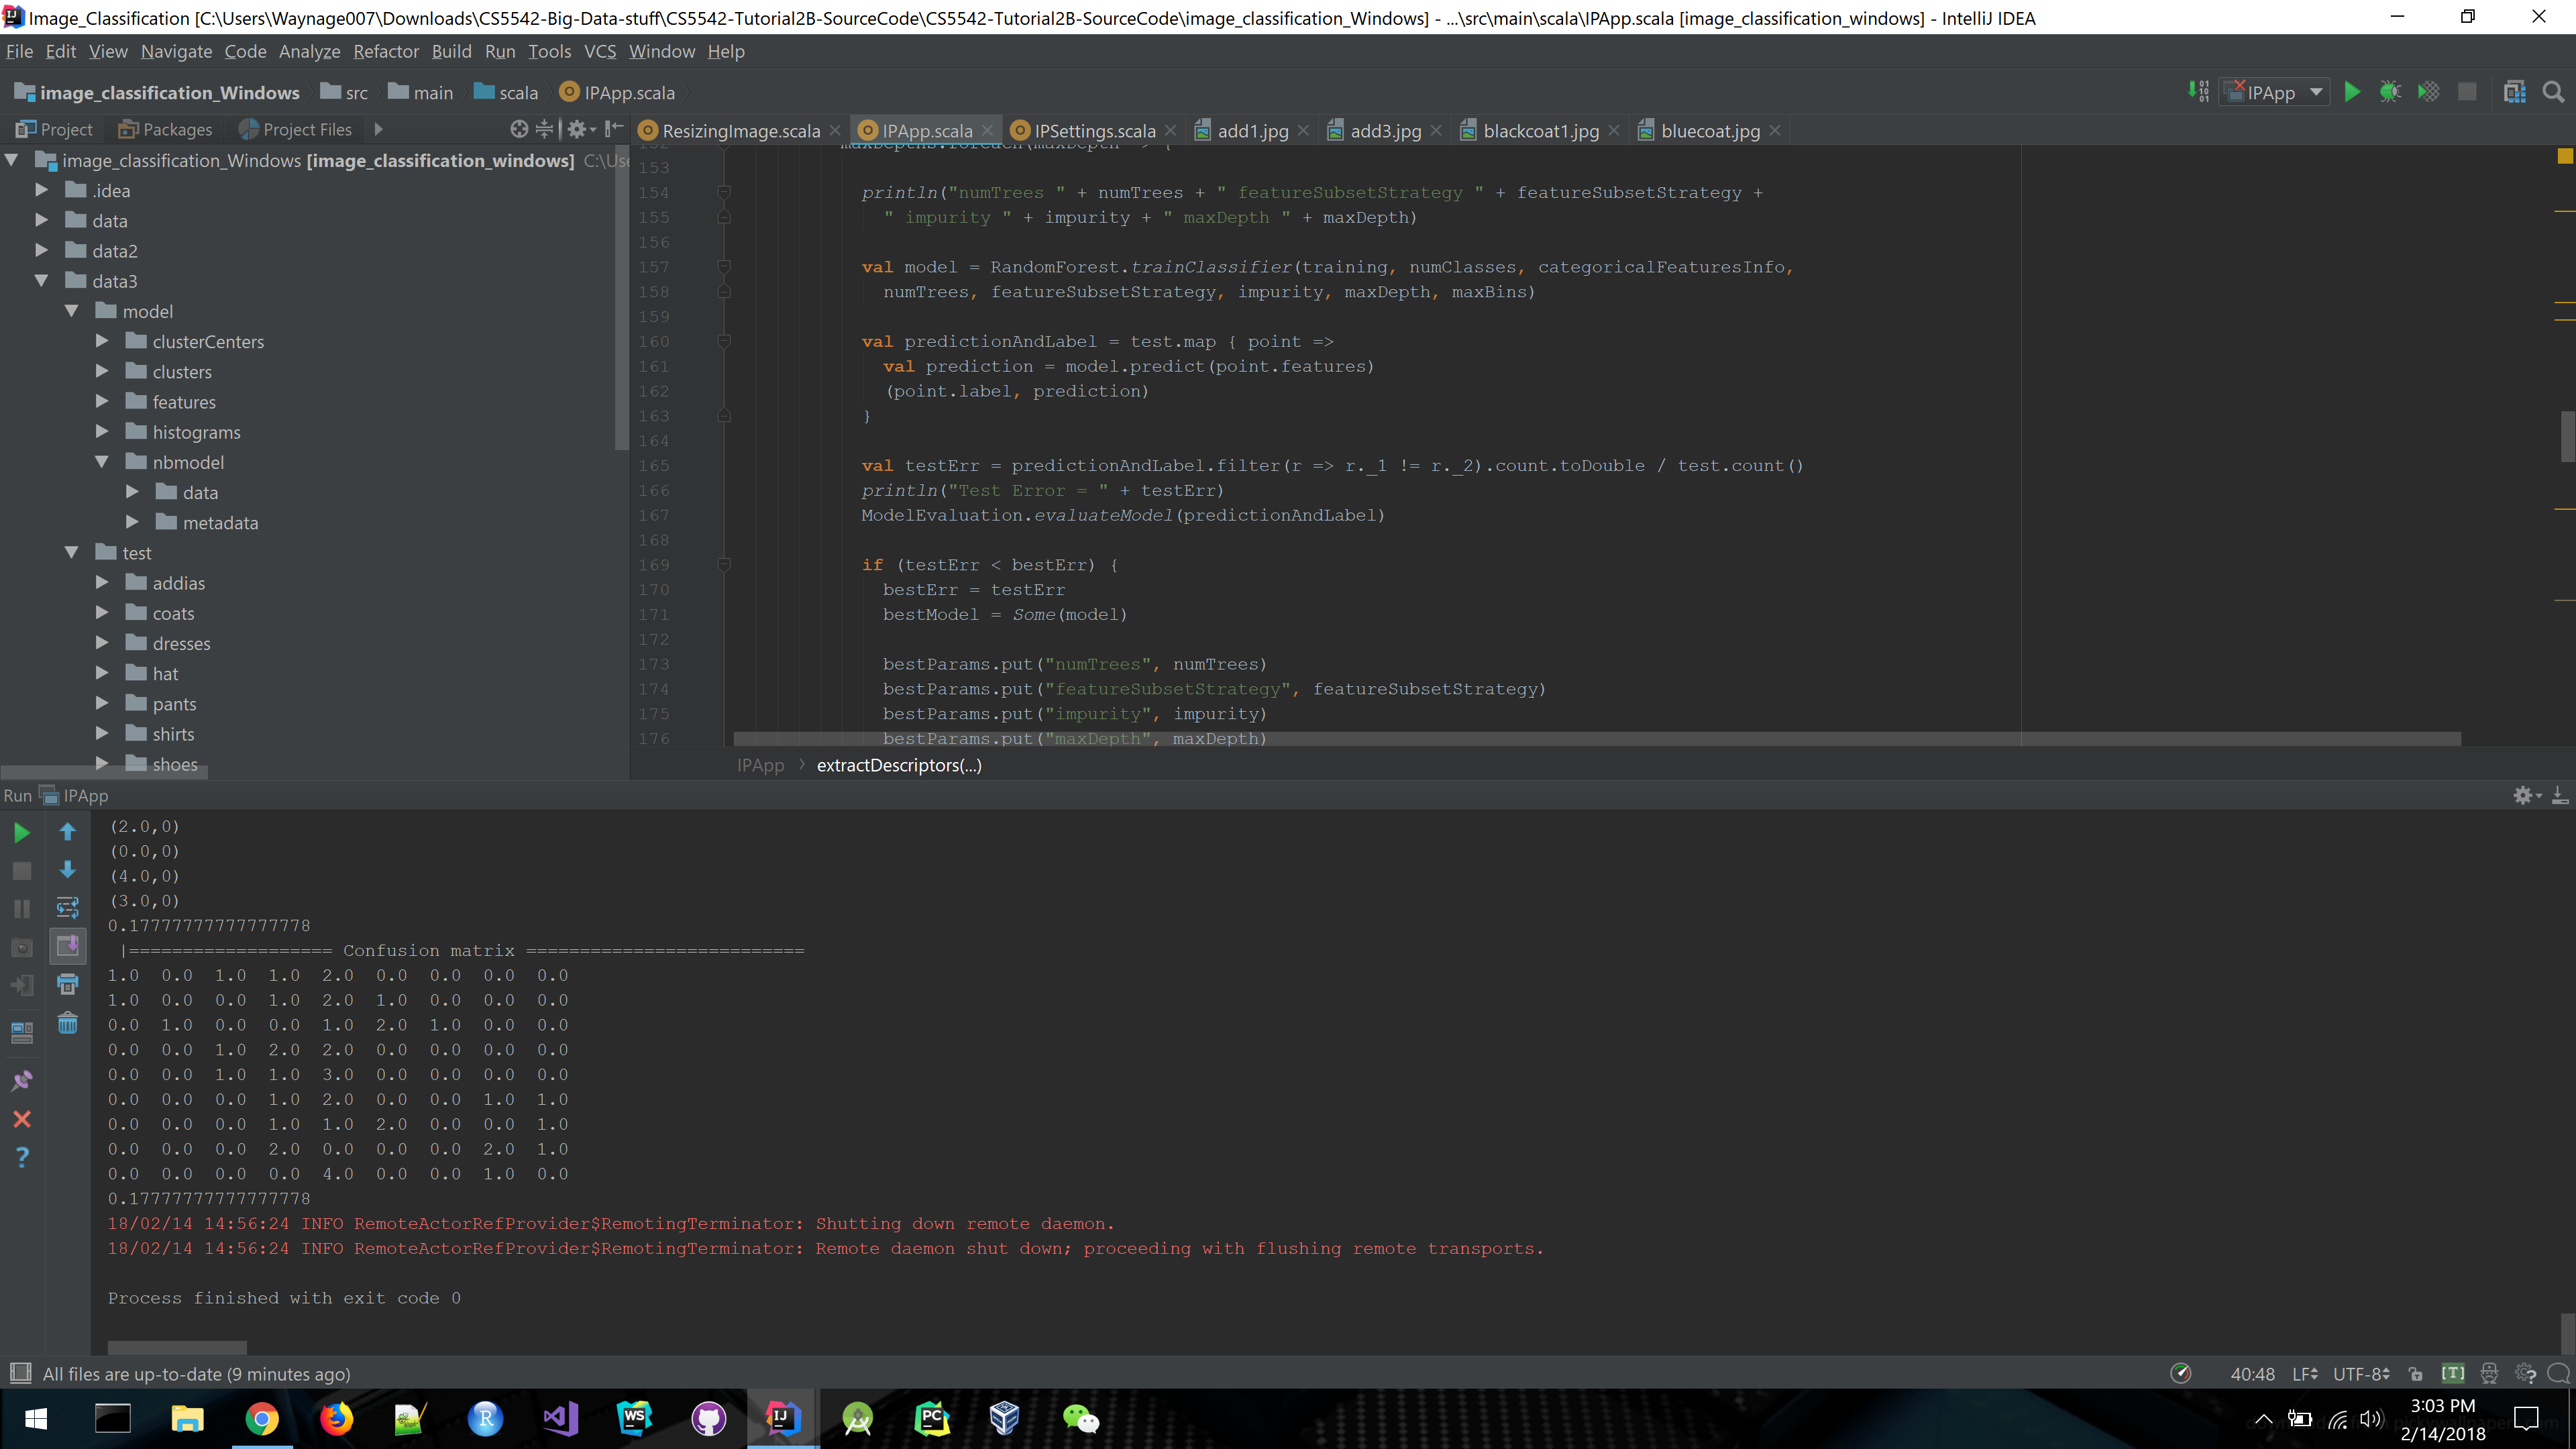 Image_Classification [C:\Users\Waynage007\Downloads\CS5542-Big-Data-stuff\CS5542-Tutorial2B-SourceCode\CS5542-Tutorial2B-SourceCode\image_classification_Windows] - ...\src\main\scala\IPApp.scala [image_classification_windows] - IntelliJ IDEA
File Edit View Navigate Code Analyze Refactor Build Run Tools VCS Window Help
image_classification_Windows src main scala IPApp.scala IPApp
Project Packages Project Files
ResizingImage.scala IPApp.scala IPSettings.scala add1.jpg add3.jpg blackcoat1.jpg bluecoat.jpg
image_classification_Windows [image_classification_windows] C:\Use
.idea
data
data2
data3
model
clusterCenters
clusters
features
histograms
nbmodel
data
metadata
test
addias
coats
dresses
hat
pants
shirts
shoes
152 maxDepths.foreach(maxDepth => {
153
154 println("numTrees " + numTrees + " featureSubsetStrategy " + featureSubsetStrategy +
155 " impurity " + impurity + " maxDepth " + maxDepth)
156
157 val model = RandomForest.trainClassifier(training, numClasses, categoricalFeaturesInfo,
158 numTrees, featureSubsetStrategy, impurity, maxDepth, maxBins)
159
160 val predictionAndLabel = test.map { point =>
161 val prediction = model.predict(point.features)
162 (point.label, prediction)
163 }
164
165 val testErr = predictionAndLabel.filter(r => r._1 != r._2).count.toDouble / test.count()
166 println("Test Error = " + testErr)
167 ModelEvaluation.evaluateModel(predictionAndLabel)
168
169 if (testErr < bestErr) {
170 bestErr = testErr
171 bestModel = Some(model)
172
173 bestParams.put("numTrees", numTrees)
174 bestParams.put("featureSubsetStrategy", featureSubsetStrategy)
175 bestParams.put("impurity", impurity)
176 bestParams.put("maxDepth", maxDepth)
IPApp › extractDescriptors(...)
Run IPApp
(2.0,0)
(0.0,0)
(4.0,0)
(3.0,0)
0.17777777777777778
|=================== Confusion matrix ==========================
1.0 0.0 1.0 1.0 2.0 0.0 0.0 0.0 0.0
1.0 0.0 0.0 1.0 2.0 1.0 0.0 0.0 0.0
0.0 1.0 0.0 0.0 1.0 2.0 1.0 0.0 0.0
0.0 0.0 1.0 2.0 2.0 0.0 0.0 0.0 0.0
0.0 0.0 1.0 1.0 3.0 0.0 0.0 0.0 0.0
0.0 0.0 0.0 1.0 2.0 0.0 0.0 1.0 1.0
0.0 0.0 0.0 1.0 1.0 2.0 0.0 0.0 1.0
0.0 0.0 0.0 2.0 0.0 0.0 0.0 2.0 1.0
0.0 0.0 0.0 0.0 4.0 0.0 0.0 1.0 0.0
0.17777777777777778
18/02/14 14:56:24 INFO RemoteActorRefProvider$RemotingTerminator: Shutting down remote daemon.
18/02/14 14:56:24 INFO RemoteActorRefProvider$RemotingTerminator: Remote daemon shut down; proceeding with flushing remote transports.
Process finished with exit code 0
All files are up-to-date (9 minutes ago) 40:48 LF UTF-8 [T]
3:03 PM
2/14/2018